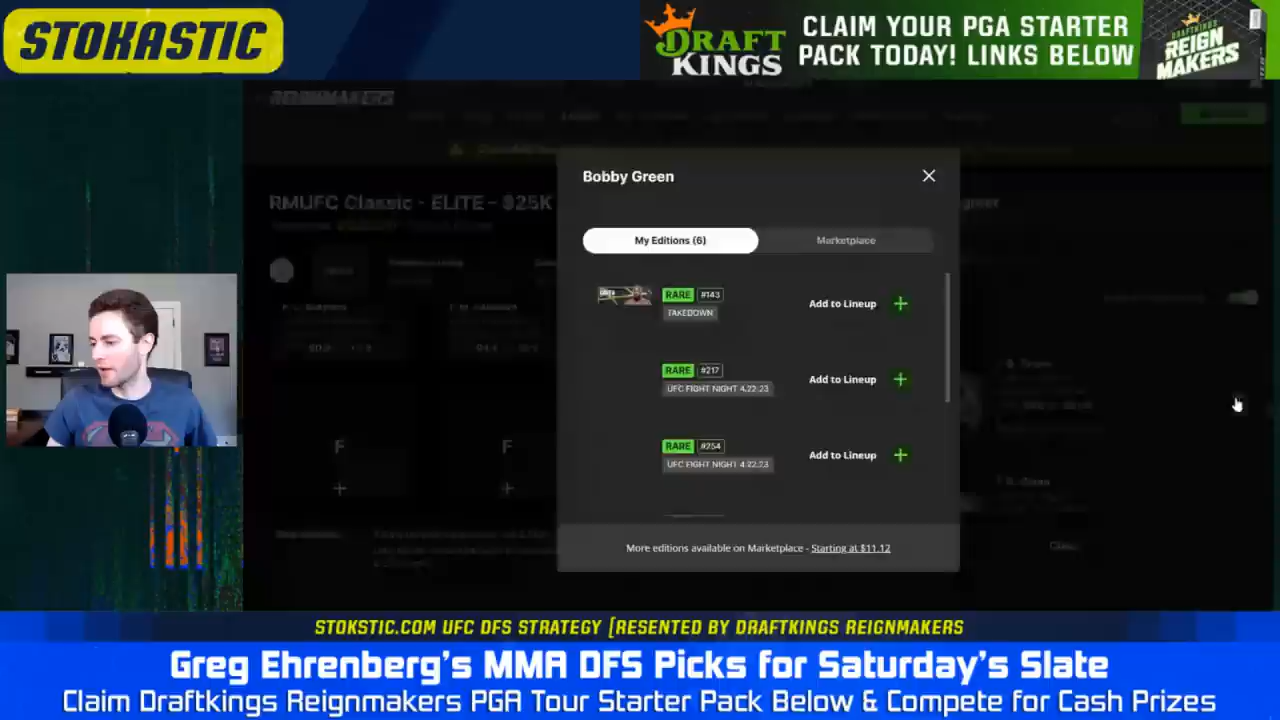 STOKASTIC
DRAFT
KINGS
CLAIM YOUR PGA STARTER
PACK TODAY! LINKS BELOW
DRAFTKINGS
REIGN
MAKERS
REIGNMAKERS
RMUFC Classic - ELITE - $25K
Bobby Green
My Editions (6)
Marketplace
RARE #143
TAKEDOWN
Add to Lineup +
RARE #217
UFC FIGHT NIGHT 4.22.23
Add to Lineup +
RARE #254
UFC FIGHT NIGHT 4.22.23
Add to Lineup +
F
+
F
+
More editions available on Marketplace - Starting at $11.12
STOKSTIC.COM UFC DFS STRATEGY [RESENTED BY DRAFTKINGS REIGNMAKERS
Greg Ehrenberg's MMA DFS Picks for Saturday's Slate
Claim Draftkings Reignmakers PGA Tour Starter Pack Below & Compete for Cash Prizes